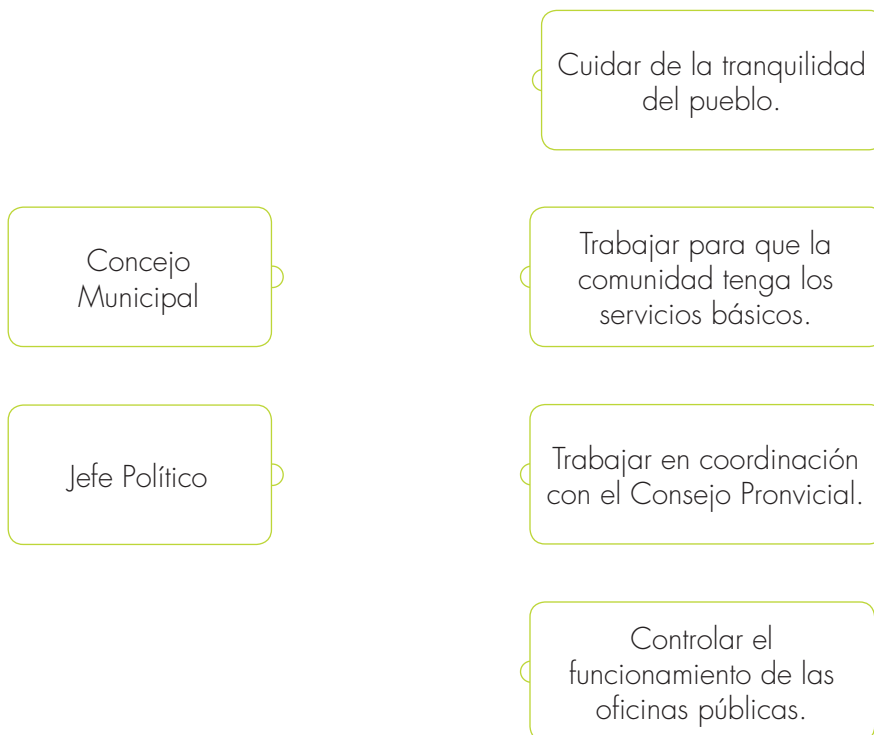 Cuidar de la tranquilidad
del pueblo.
Concejo
Municipal
Trabajar para que la
comunidad tenga los
servicios básicos.
Jefe Político
Trabajar en coordinación
con el Consejo Pronvicial.
Controlar el
funcionamiento de las
oficinas públicas.